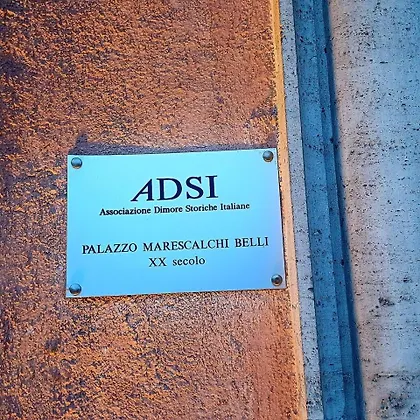 ADSI
Associazione Dimore Storiche Italiane
PALAZZO MARESCALCHI BELLI
XX secolo